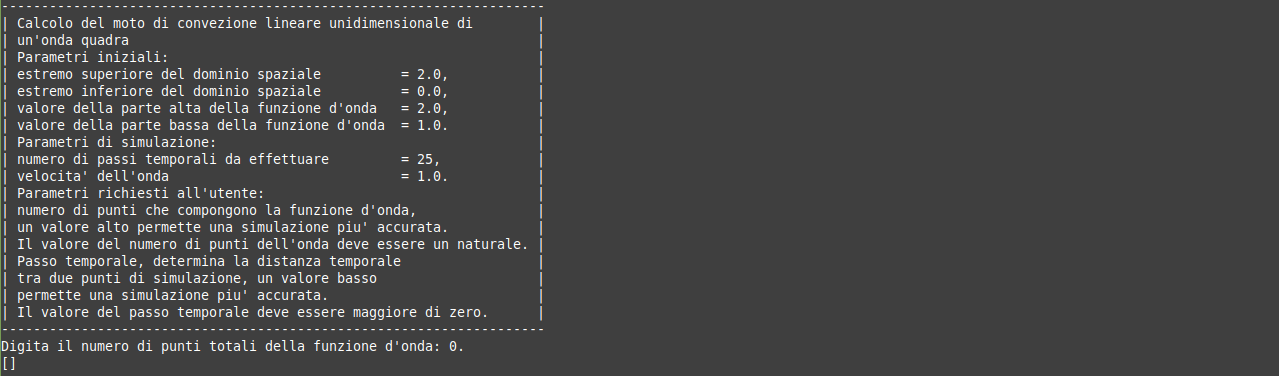 --------------------------------------------------------------------
| Calcolo del moto di convezione lineare unidimensionale di        |
| un'onda quadra                                                   |
| Parametri iniziali:                                              |
| estremo superiore del dominio spaziale          = 2.0,           |
| estremo inferiore del dominio spaziale          = 0.0,           |
| valore della parte alta della funzione d'onda   = 2.0,           |
| valore della parte bassa della funzione d'onda  = 1.0.           |
| Parametri di simulazione:                                        |
| numero di passi temporali da effettuare         = 25,            |
| velocita' dell'onda                             = 1.0.           |
| Parametri richiesti all'utente:                                  |
| numero di punti che compongono la funzione d'onda,               |
| un valore alto permette una simulazione piu' accurata.           |
| Il valore del numero di punti dell'onda deve essere un naturale. |
| Passo temporale, determina la distanza temporale                 |
| tra due punti di simulazione, un valore basso                    |
| permette una simulazione piu' accurata.                          |
| Il valore del passo temporale deve essere maggiore di zero.      |
--------------------------------------------------------------------
Digita il numero di punti totali della funzione d'onda: 0.
[]